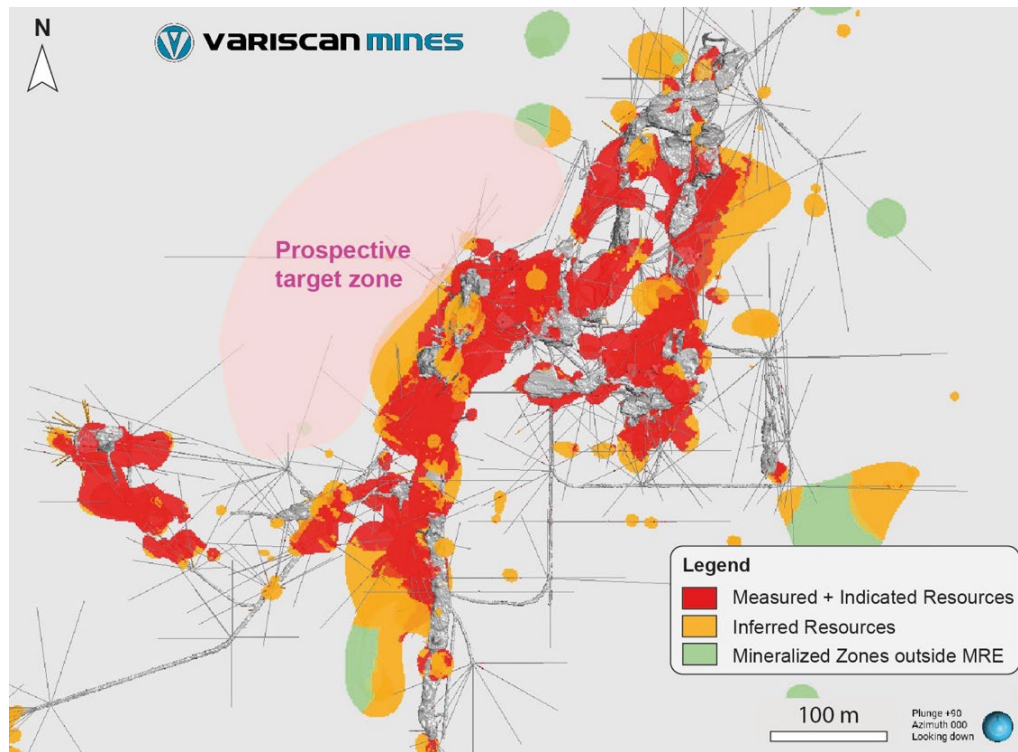 N
VARISCAN MINES
Prospective
target zone
Legend
Measured + Indicated Resources
Inferred Resources
Mineralized Zones outside MRE
100 m
Plunge +90
Azimuth 000
Looking down